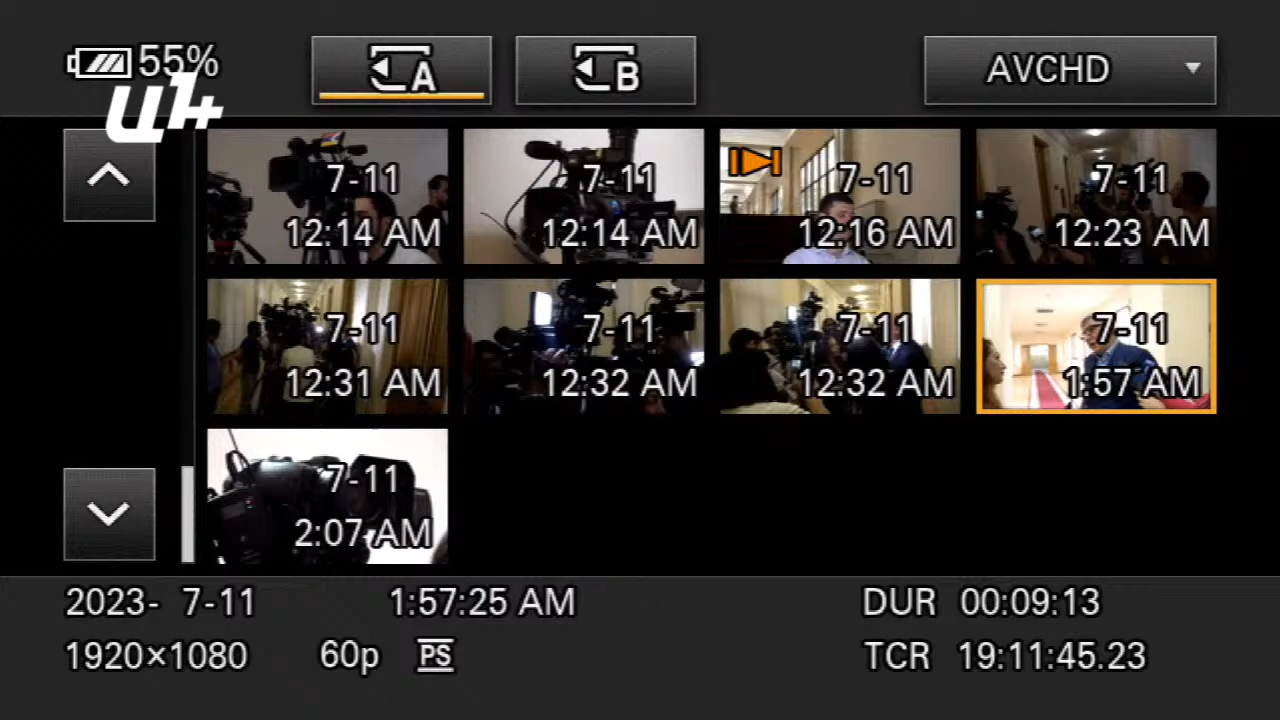 55%
A
B
AVCHD
ԱԿ
7-11
12:14 AM
7-11
12:14 AM
7-11
12:16 AM
7-11
12:23 AM
7-11
12:31 AM
7-11
12:32 AM
7-11
12:32 AM
7-11
1:57 AM
7-11
2:07 AM
2023- 7-11 1:57:25 AM DUR 00:09:13
1920×1080 60p PS TCR 19:11:45.23